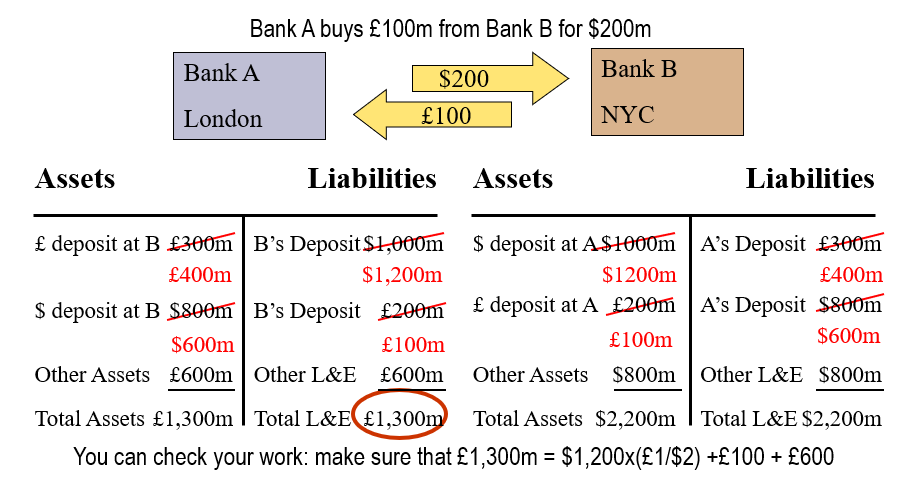 Bank A buys £100m from Bank B for $200m
Bank A
London
$200
£100
Bank B
NYC
Assets Liabilities Assets Liabilities
£ deposit at B £300m B's Deposit $1,000m $ deposit at A $1000m A's Deposit £300m
£400m $1,200m $1200m £400m
$ deposit at B $800m B's Deposit £200m £ deposit at A £200m A's Deposit $800m
$600m £100m £100m $600m
Other Assets £600m Other L&E £600m Other Assets $800m Other L&E $800m
Total Assets £1,300m Total L&E £1,300m Total Assets $2,200m Total L&E $2,200m
You can check your work: make sure that £1,300m = $1,200x(£1/$2) +£100 + £600